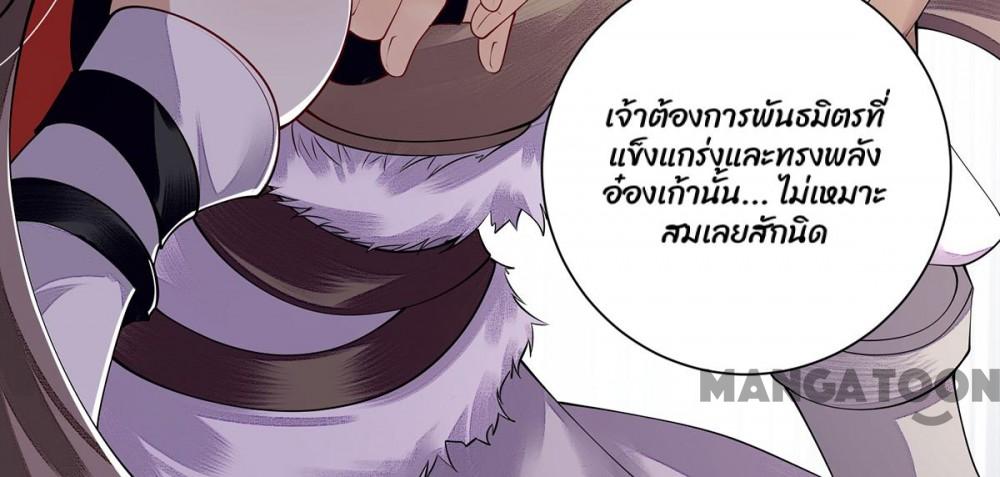 เจ้าต้องการพันธมิตรที่
แข็งแกร่งและทรงพลัง
อ๋องเก้านั้น... ไม่เหมาะ
สมเลยสักนิด
MANGATOON